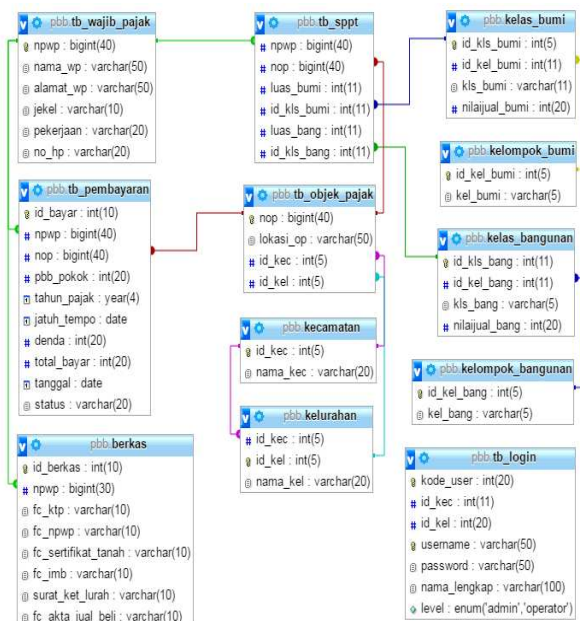 pbb.tb_wajib_pajak
npwp : bigint(40)
nama_wp : varchar(50)
alamat_wp : varchar(50)
jekel : varchar(10)
pekerjaan : varchar(20)
no_hp : varchar(20)
pbb.tb_pembayaran
id_bayar : int(10)
npwp : bigint(40)
nop : bigint(40)
pbb_pokok : int(20)
tahun_pajak : year(4)
jatuh_tempo : date
denda : int(20)
total_bayar : int(20)
tanggal : date
status : varchar(20)
pbb.berkas
id_berkas : int(10)
npwp : bigint(30)
fc_ktp : varchar(10)
fc_npwp : varchar(10)
fc_sertifikat_tanah : varchar(10)
fc_imb : varchar(10)
surat_ket_lurah : varchar(10)
fc_akta_jual_beli : varchar(10)
pbb.tb_sppt
npwp : bigint(40)
nop : bigint(40)
luas_bumi : int(11)
id_kls_bumi : int(11)
luas_bang : int(11)
id_kls_bang : int(11)
pbb.tb_objek_pajak
nop : bigint(40)
lokasi_op : varchar(50)
id_kec : int(5)
id_kel : int(5)
pbb.kecamatan
id_kec : int(5)
nama_kec : varchar(20)
pbb.kelurahan
id_kec : int(5)
id_kel : int(5)
nama_kel : varchar(20)
pbb.kelas_bumi
id_kls_bumi : int(5)
id_kel_bumi : int(11)
kls_bumi : varchar(11)
nilaijual_bumi : int(20)
pbb.kelompok_bumi
id_kel_bumi : int(5)
kel_bumi : varchar(5)
pbb.kelas_bangunan
id_kls_bang : int(11)
id_kel_bang : int(11)
kls_bang : varchar(5)
nilaijual_bang : int(20)
pbb.kelompok_bangunan
id_kel_bang : int(5)
kel_bang : varchar(5)
pbb.tb_login
kode_user : int(20)
id_kec : int(11)
id_kel : int(20)
username : varchar(50)
password : varchar(50)
nama_lengkap : varchar(100)
level : enum('admin','operator')